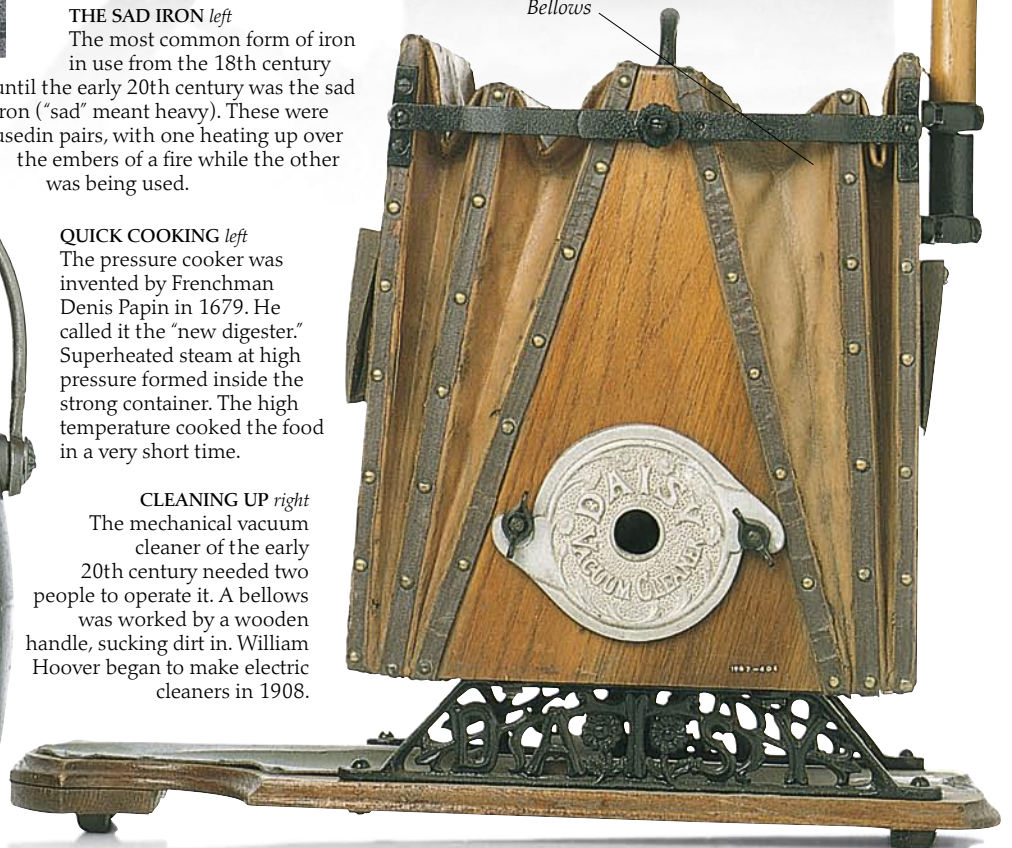 THE SAD IRON left
The most common form of iron
in use from the 18th century
until the early 20th century was the sad
ron (“sad” meant heavy). These were
usedin pairs, with one heating up over
the embers of a fire while the other
was being used.
QUICK COOKING left
The pressure cooker was
invented by Frenchman
Denis Papin in 1679. He
called it the “new digester.”
Superheated steam at high
pressure formed inside the
strong container. The high
temperature cooked the food
in a very short time.
CLEANING UP right
The mechanical vacuum
cleaner of the early
20th century needed two
people to operate it. A bellows
was worked by a wooden
handle, sucking dirt in. William
Hoover began to make electric
cleaners in 1908.
Bellows
DAISY
VACUUM CLEANER
DAISY